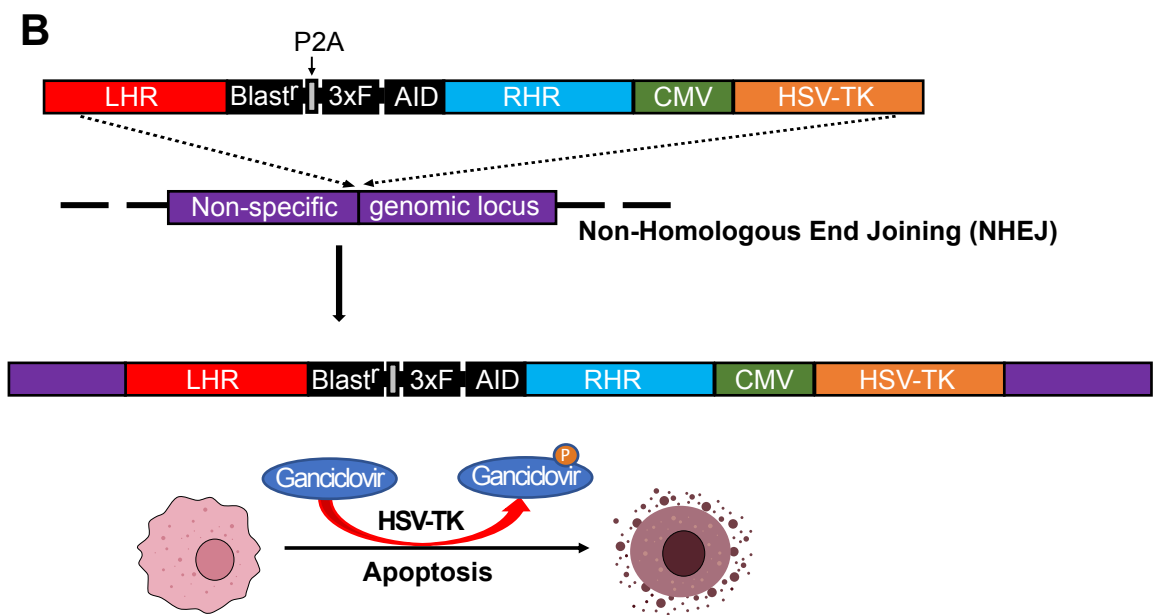 B
P2A
LHR Blastr 3xF AID RHR CMV HSV-TK
Non-specific genomic locus
Non-Homologous End Joining (NHEJ)
LHR Blastr 3xF AID RHR CMV HSV-TK
Ganciclovir Ganciclovir P
HSV-TK
Apoptosis